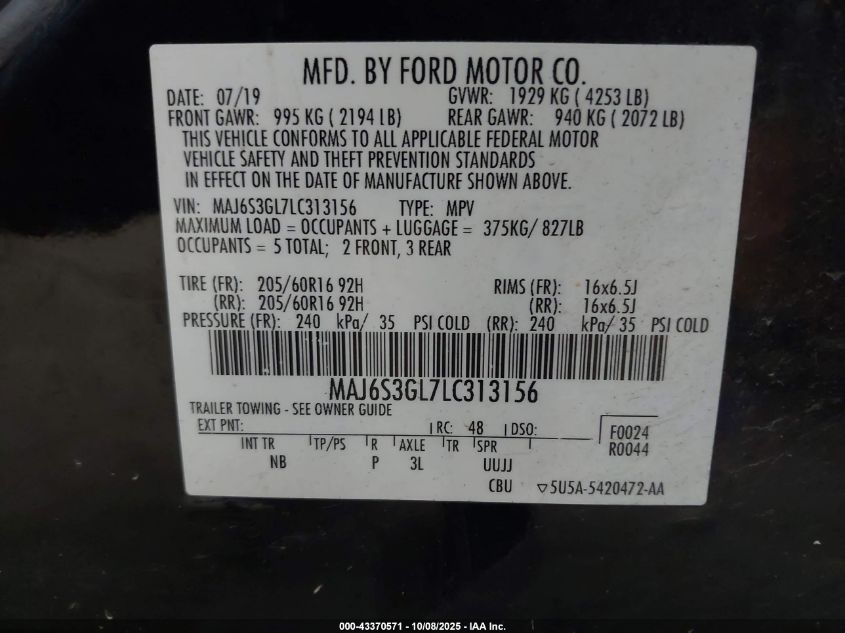 MFD. BY FORD MOTOR CO.
DATE: 07/19 GVWR: 1929 KG ( 4253 LB)
FRONT GAWR: 995 KG ( 2194 LB) REAR GAWR: 940 KG ( 2072 LB)
THIS VEHICLE CONFORMS TO ALL APPLICABLE FEDERAL MOTOR
VEHICLE SAFETY AND THEFT PREVENTION STANDARDS
IN EFFECT ON THE DATE OF MANUFACTURE SHOWN ABOVE.
VIN: MAJ6S3GL7LC313156 TYPE: MPV
MAXIMUM LOAD = OCCUPANTS + LUGGAGE = 375KG/ 827LB
OCCUPANTS = 5 TOTAL; 2 FRONT, 3 REAR
TIRE (FR): 205/60R16 92H RIMS (FR): 16x6.5J
(RR): 205/60R16 92H (RR): 16x6.5J
PRESSURE (FR): 240 kPa/ 35 PSI COLD (RR): 240 kPa/ 35 PSI COLD
MAJ6S3GL7LC313156
TRAILER TOWING - SEE OWNER GUIDE
EXT PNT: RC: 48 DSO: F0024
INT TR TP/PS R AXLE TR SPR R0044
NB P 3L UUJJ
CBU ▽5U5A-5420472-AA
000-43370571 - 10/08/2025 - IAA Inc.